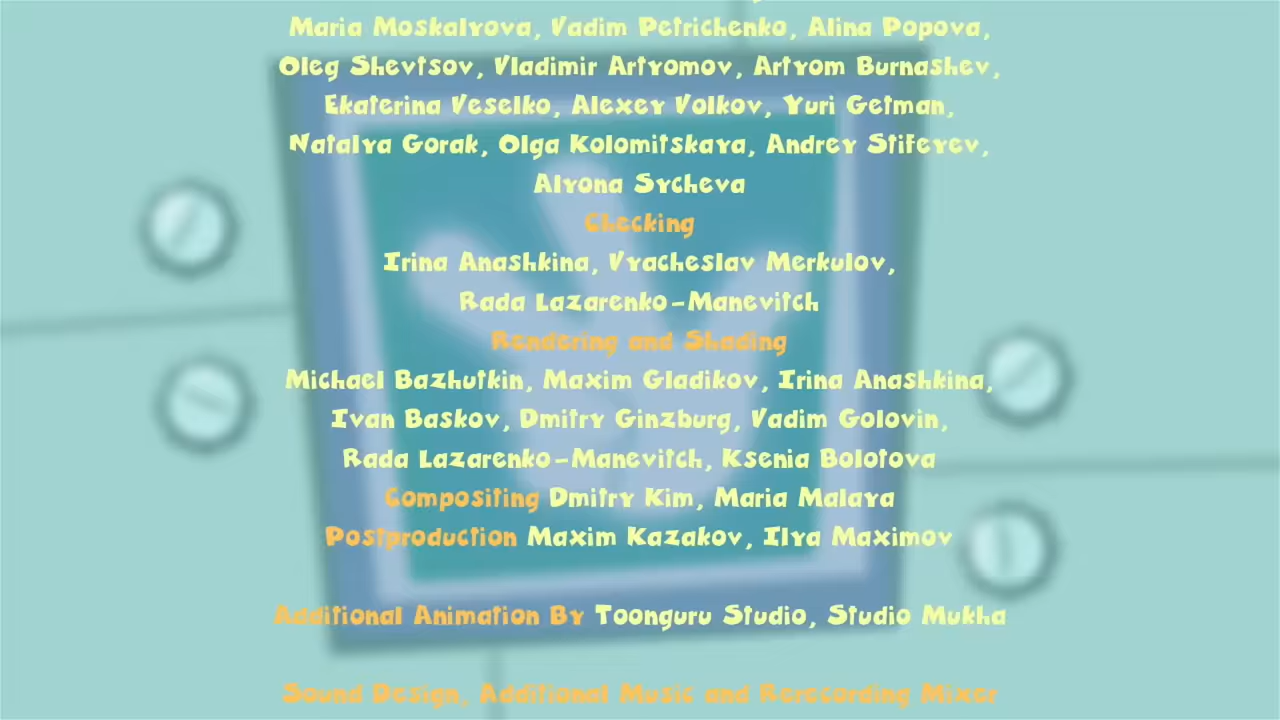 Maria Moskalyova, Vadim Petrichenko, Alina Popova,
Oleg Shevtsov, Vladimir Artyomov, Artyom Burnashev,
Ekaterina Veselko, Alexey Volkov, Yuri Getman,
Natalya Gorak, Olga Kolomitskaya, Andrey Stifeyev,
Alyona Sycheva
Checking
Irina Anashkina, Vyacheslav Merkulov,
Rada Lazarenko-Manevitch
Rendering and Shading
Michael Bazhutkin, Maxim Gladikov, Irina Anashkina,
Ivan Baskov, Dmitry Ginzburg, Vadim Golovin,
Rada Lazarenko-Manevitch, Ksenia Bolotova
Compositing Dmitry Kim, Maria Malaya
Postproduction Maxim Kazakov, Ilya Maximov
Additional Animation By Toonguru Studio, Studio Mukha
Sound Design, Additional Music and Rerecording Mixer